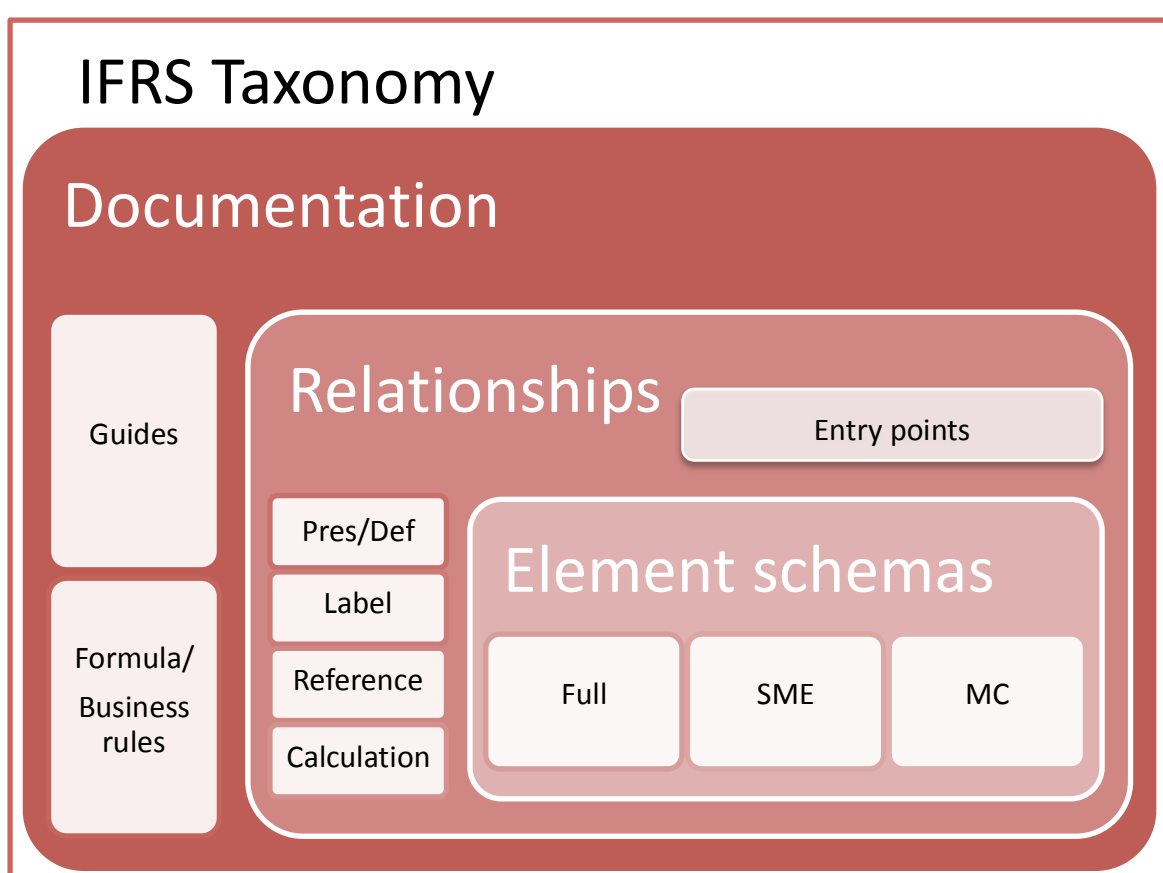 IFRS Taxonomy
Documentation
Guides
Formula/
Business
rules
Relationships
Entry points
Pres/Def
Label
Reference
Calculation
Element schemas
Full
SME
MC